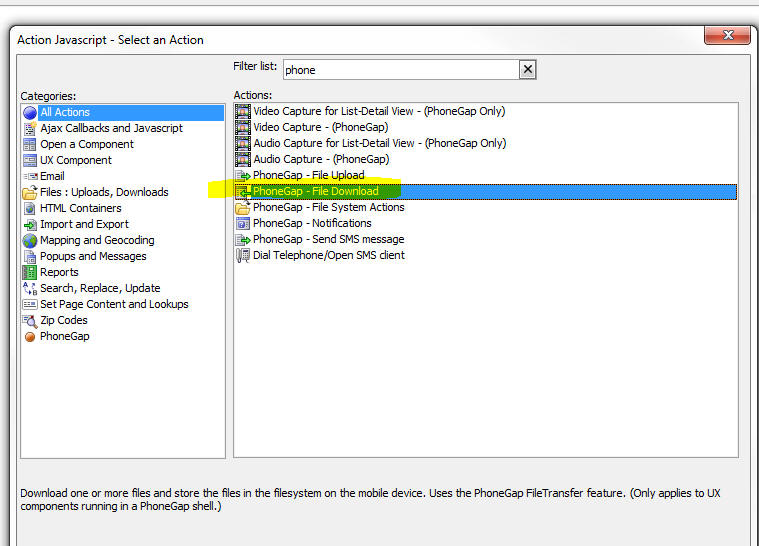 Action Javascript - Select an Action
Filter list: phone
Categories:
All Actions
Ajax Callbacks and Javascript
Open a Component
UX Component
Email
Files : Uploads, Downloads
HTML Containers
Import and Export
Mapping and Geocoding
Popups and Messages
Reports
Search, Replace, Update
Set Page Content and Lookups
Zip Codes
PhoneGap
Actions:
Video Capture for List-Detail View - (PhoneGap Only)
Video Capture - (PhoneGap)
Audio Capture for List-Detail View - (PhoneGap Only)
Audio Capture - (PhoneGap)
PhoneGap - File Upload
PhoneGap - File Download
PhoneGap - File System Actions
PhoneGap - Notifications
PhoneGap - Send SMS message
Dial Telephone/Open SMS client
Download one or more files and store the files in the filesystem on the mobile device. Uses the PhoneGap FileTransfer feature. (Only applies to UX
components running in a PhoneGap shell.)